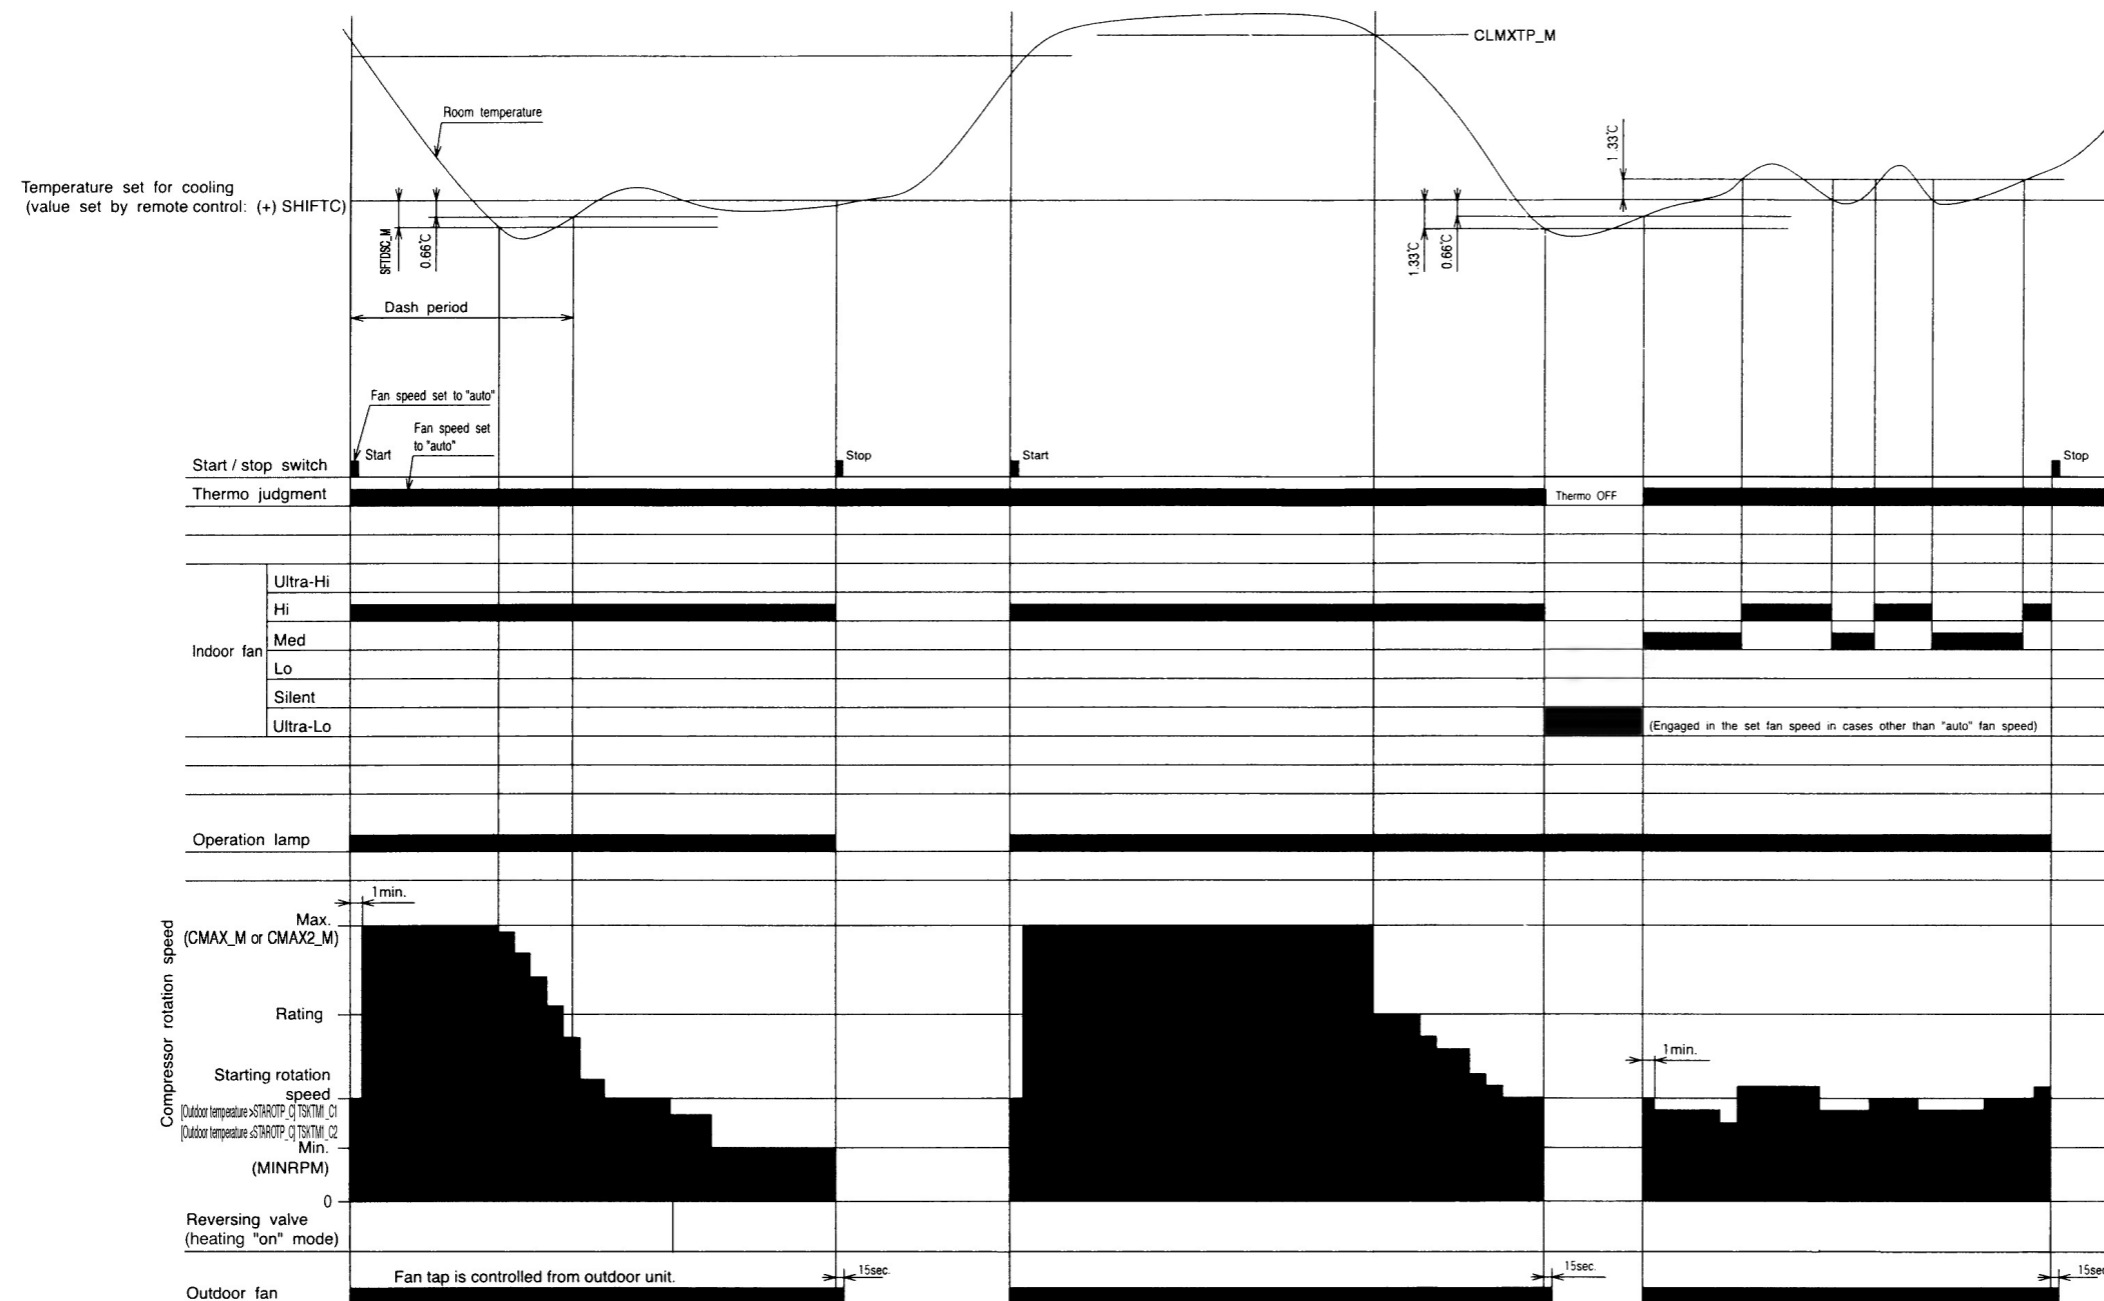 CLMXTP_M
Room temperature
1.33℃
Temperature set for cooling
(value set by remote control: (+) SHIFTC)
SFTDSC_M
0.66℃
1.33℃
0.66℃
Dash period
Fan speed set to "auto"
Fan speed set
to "auto"
Start / stop switch
Start
Stop
Start
Stop
Thermo judgment
Thermo OFF
Indoor fan
Ultra-Hi
Hi
Med
Lo
Silent
Ultra-Lo
(Engaged in the set fan speed in cases other than "auto" fan speed)
Operation lamp
Compressor rotation speed
1min.
Max.
(CMAX_M or CMAX2_M)
Rating
1min.
Starting rotation
speed
[Outdoor temperature >STAROTP_C] TSKTM1_C1
[Outdoor temperature ≤STAROTP_C] TSKTM1_C2
Min.
(MINRPM)
0
Reversing valve
(heating "on" mode)
Outdoor fan
Fan tap is controlled from outdoor unit.
15sec.
15sec.
15sec